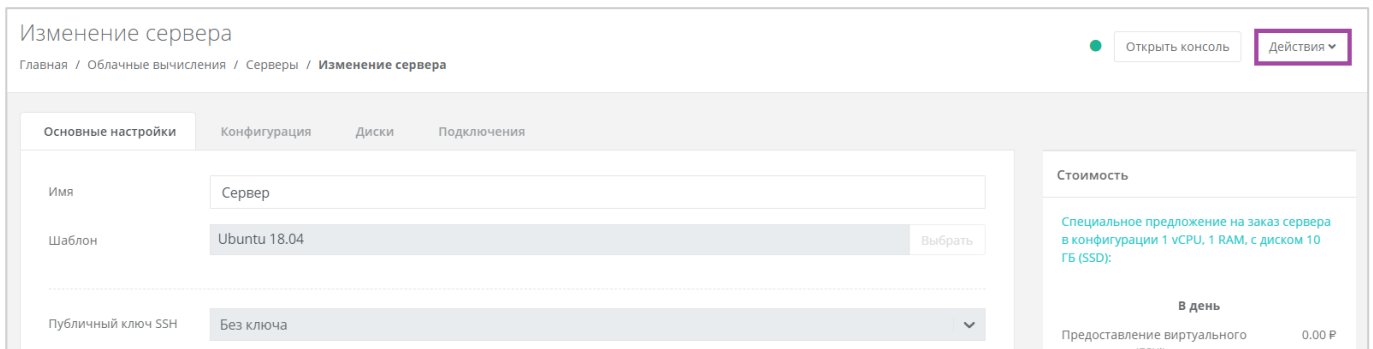 Изменение сервера
Главная / Облачные вычисления / Серверы / Изменение сервера
Открыть консоль
Действия
Основные настройки
Конфигурация
Диски
Подключения
Имя
Сервер
Шаблон
Ubuntu 18.04
Выбрать
Публичный ключ SSH
Без ключа
Стоимость
Специальное предложение на заказ сервера
в конфигурации 1 vCPU, 1 RAM, с диском 10
ГБ (SSD):
В день
Предоставление виртуального
0.00 ₽